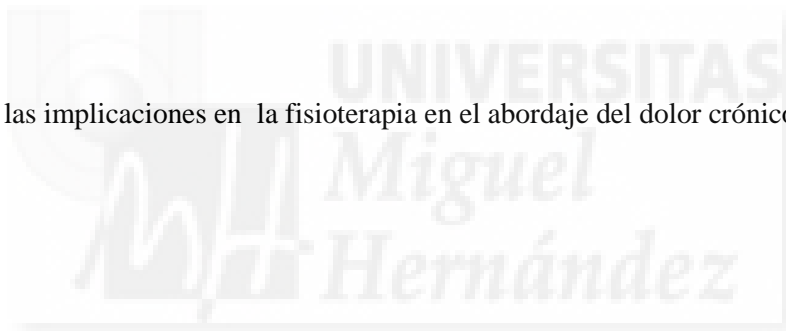 UNIVERSITAS
las implicaciones en la fisioterapia en el abordaje del dolor crónico
Miguel
Hernández